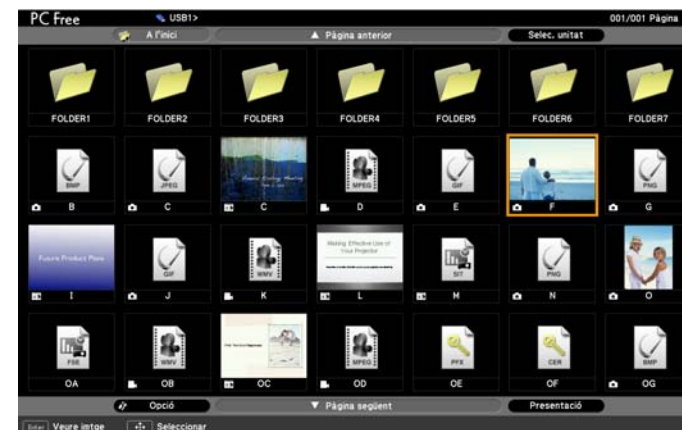 PC Free USB1> 001/001 Pàgina
A l'inici ▲ Pàgina anterior Selec. unitat
FOLDER1 FOLDER2 FOLDER3 FOLDER4 FOLDER5 FOLDER6 FOLDER7
BMP JPEG MPEG GIF PNG
B C C D E F G
Future Product Plans GIF WMV Making Effective Use of Your Projector SIT PNG
I J K L M N O
FSE WMV MPEG PFX CER BMP
OA OB OC OD OE OF OG
Opció ▼ Pàgina següent Presentació
Enter Veure imtge Seleccionar